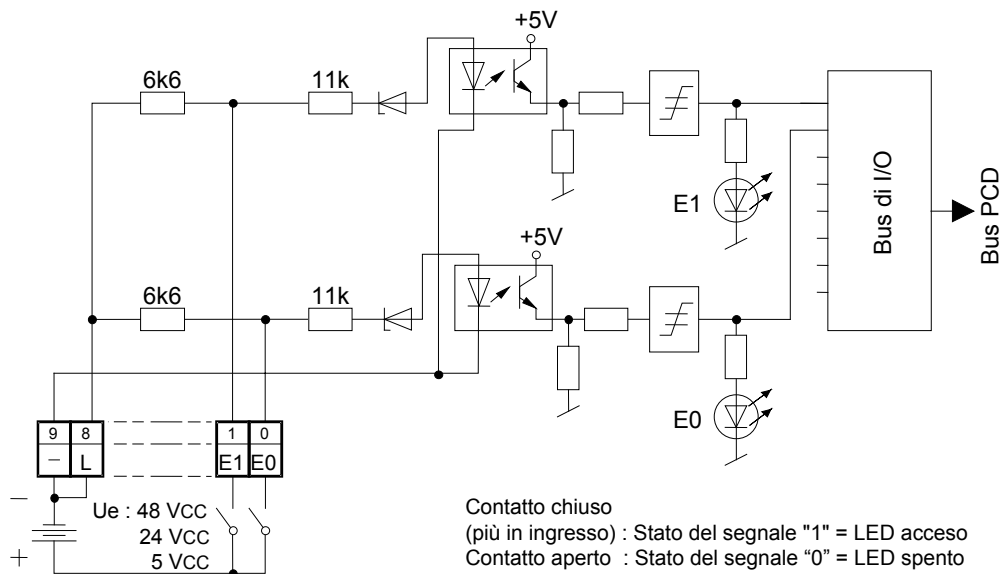 +5V
6k6
11k
E1
Bus di I/O
Bus PCD
+5V
6k6
11k
E0
9 8 1 0
– L E1 E0
–
+
Ue : 48 VCC
24 VCC
5 VCC
Contatto chiuso
(più in ingresso) : Stato del segnale "1" = LED acceso
Contatto aperto : Stato del segnale “0” = LED spento